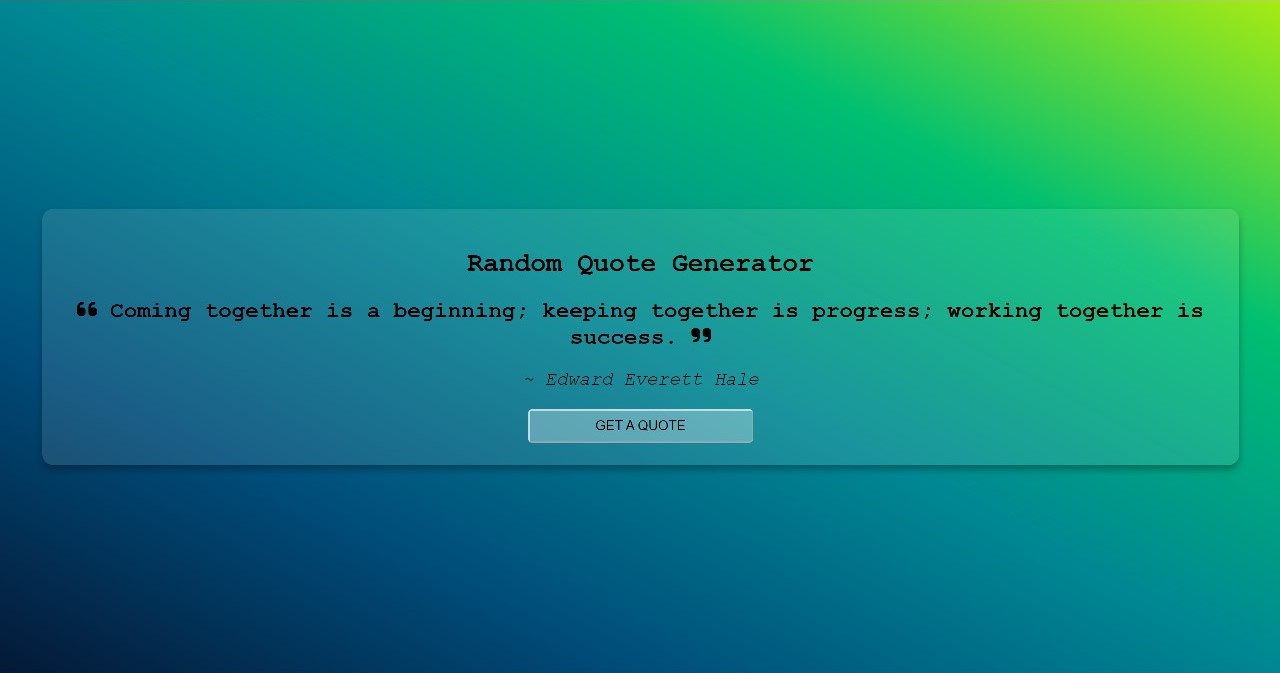 Random Quote Generator
❝ Coming together is a beginning; keeping together is progress; working together is
success. ❞
~ Edward Everett Hale
GET A QUOTE